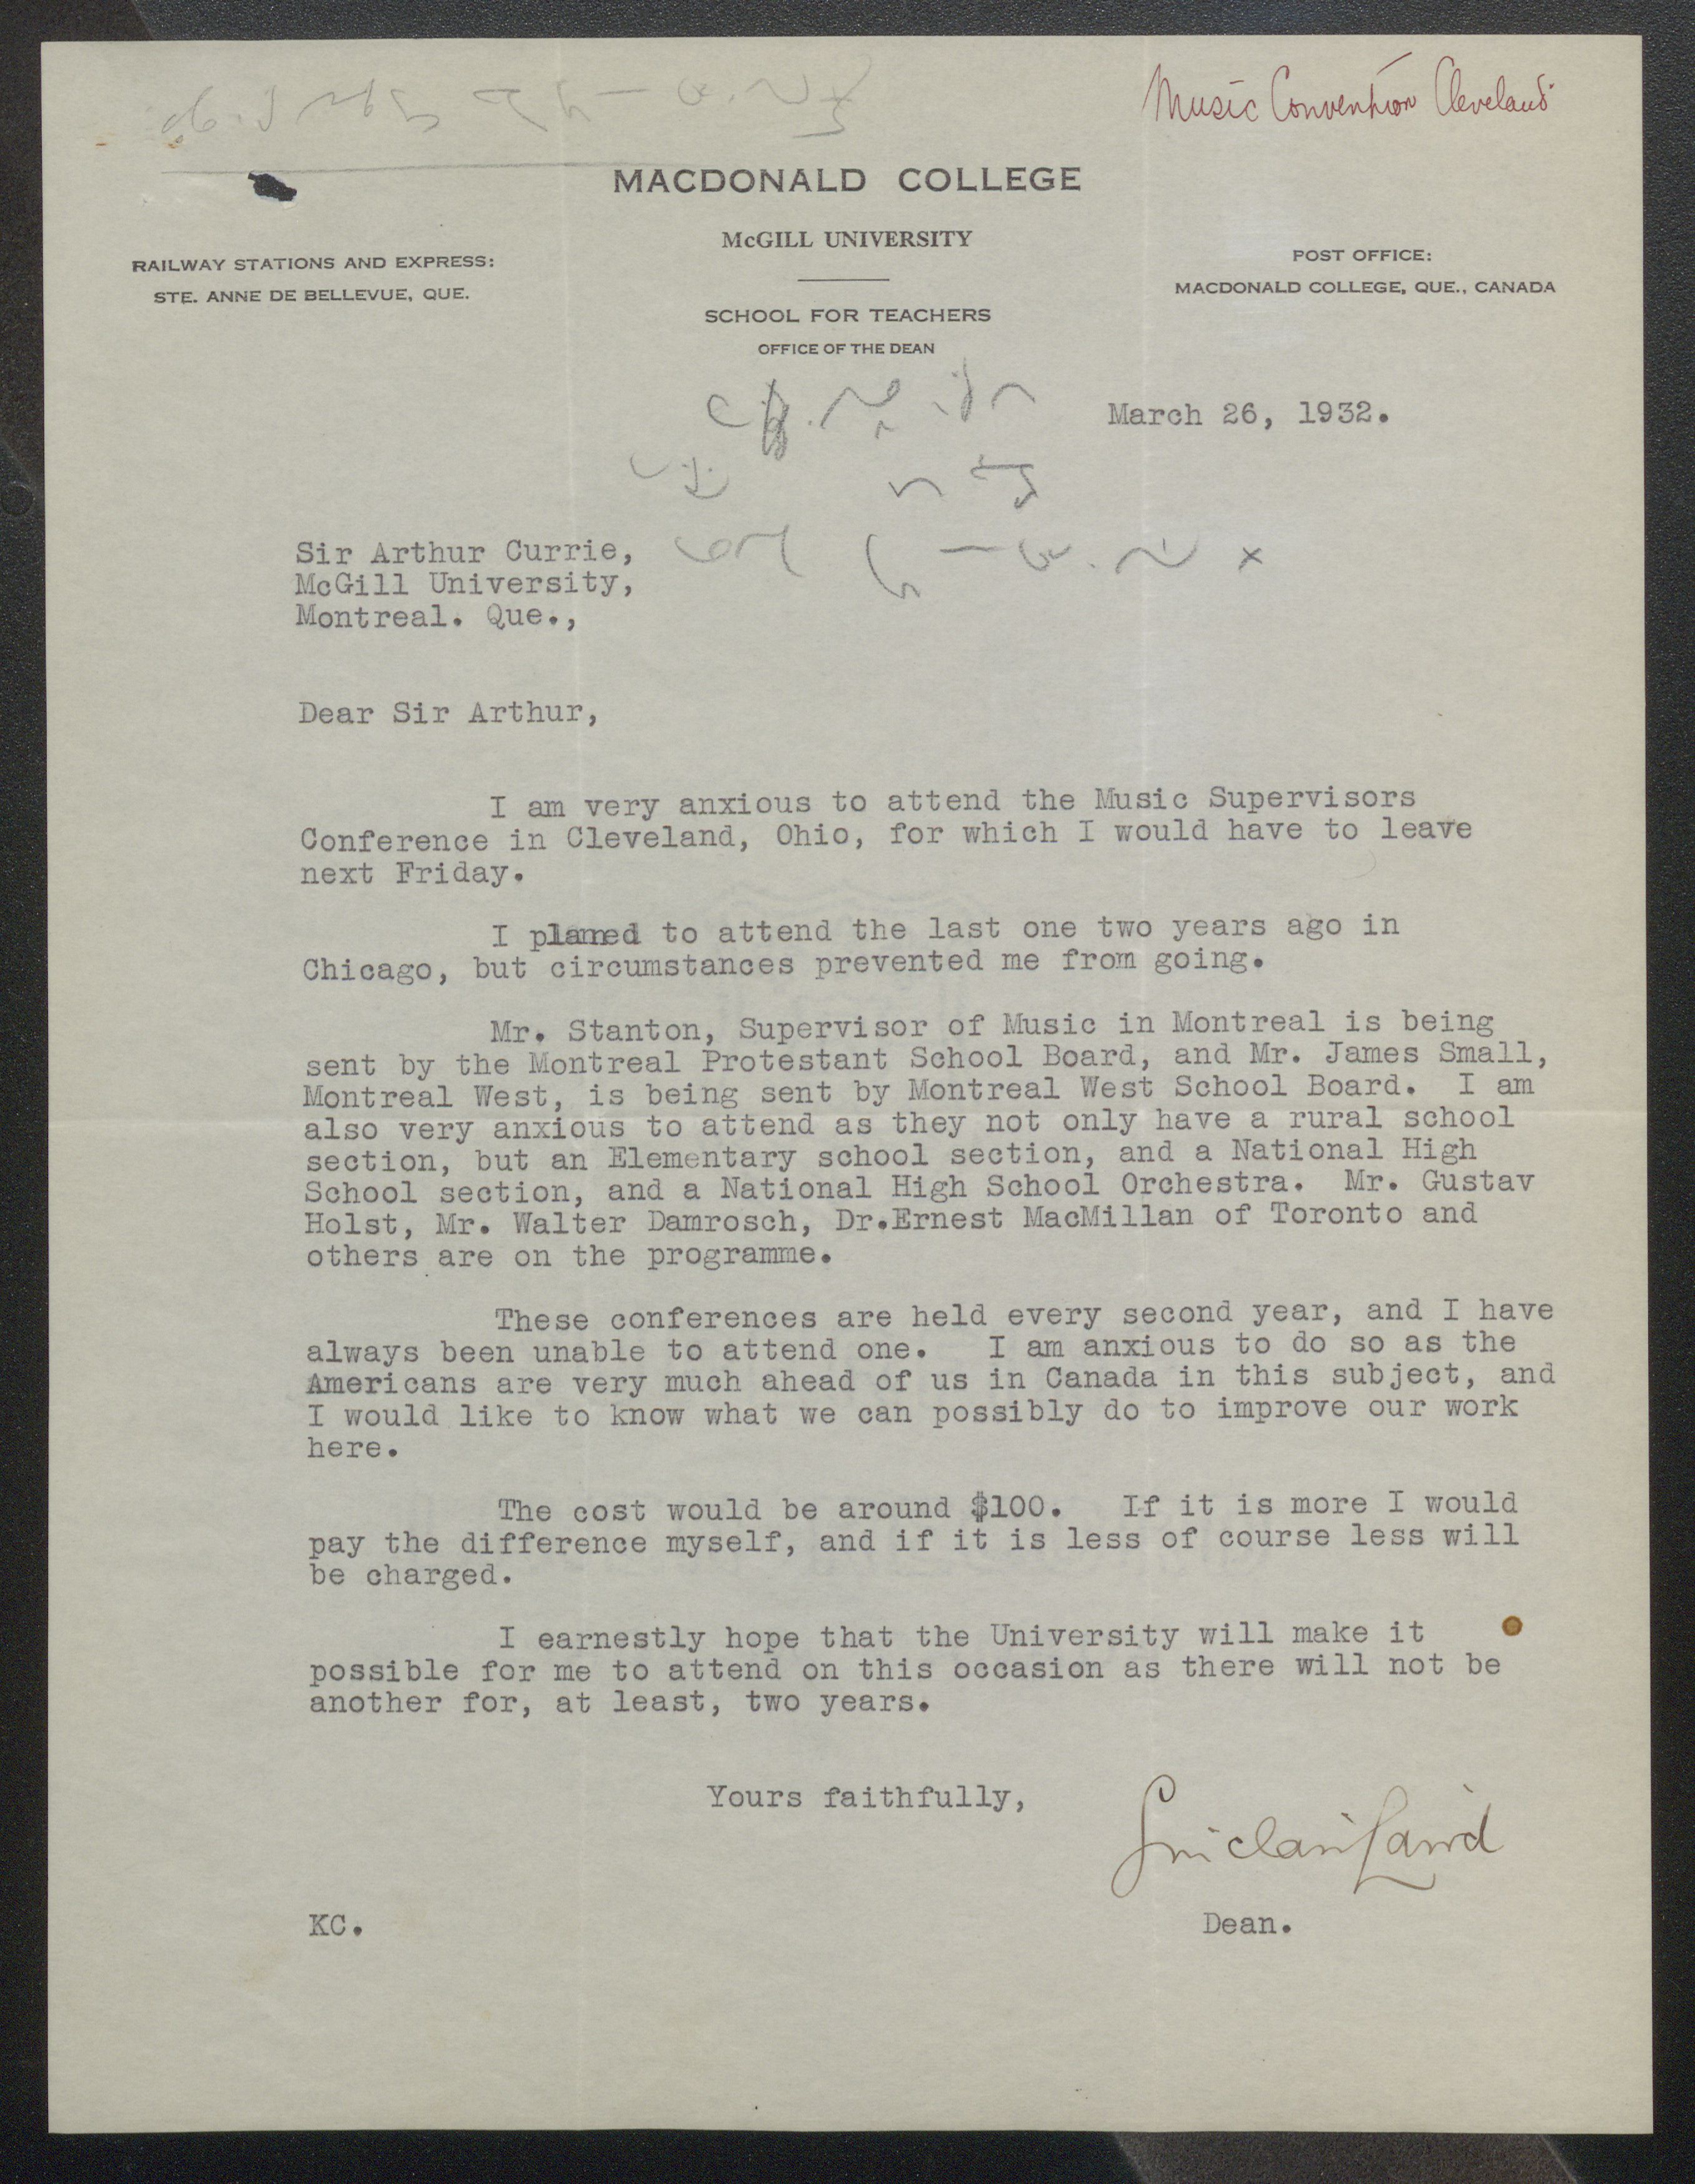 Music Convention Cleveland
MACDONALD COLLEGE
McGILL UNIVERSITY
RAILWAY STATIONS AND EXPRESS:
STE. ANNE DE BELLEVUE, QUE.
POST OFFICE:
MACDONALD COLLEGE, QUE., CANADA
SCHOOL FOR TEACHERS
OFFICE OF THE DEAN
March 26, 1932.
Sir Arthur Currie,
McGill University,
Montreal. Que.,
Dear Sir Arthur,
I am very anxious to attend the Music Supervisors
Conference in Cleveland, Ohio, for which I would have to leave
next Friday.
I planned to attend the last one two years ago in
Chicago, but circumstances prevented me from going.
Mr. Stanton, Supervisor of Music in Montreal is being
sent by the Montreal Protestant School Board, and Mr. James Small,
Montreal West, is being sent by Montreal West School Board. I am
also very anxious to attend as they not only have a rural school
section, but an Elementary school section, and a National High
School section, and a National High School Orchestra. Mr. Gustav
Holst, Mr. Walter Damrosch, Dr.Ernest MacMillan of Toronto and
others are on the programme.
These conferences are held every second year, and I have
always been unable to attend one. I am anxious to do so as the
Americans are very much ahead of us in Canada in this subject, and
I would like to know what we can possibly do to improve our work
here.
The cost would be around $100. If it is more I would
pay the difference myself, and if it is less of course less will
be charged.
I earnestly hope that the University will make it
possible for me to attend on this occasion as there will not be
another for, at least, two years.
Yours faithfully,
Sinclair Laird
KC.
Dean.